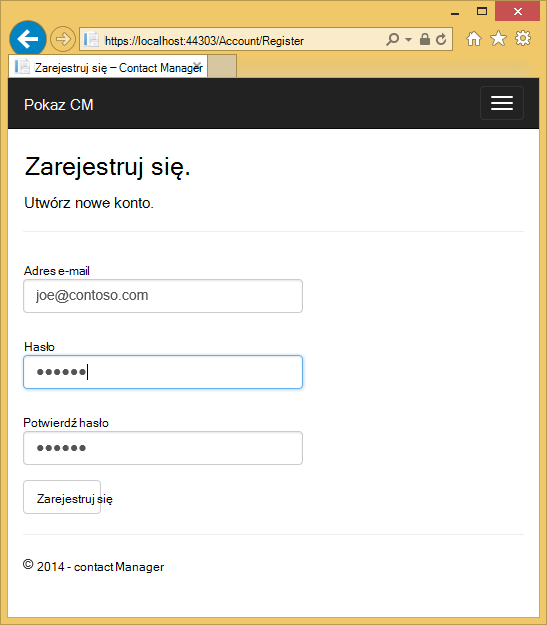 https://localhost:44303/Account/Register
Zarejestruj się – Contact Manager
Pokaz CM
Zarejestruj się.
Utwórz nowe konto.
Adres e-mail
joe@contoso.com
Hasło
●●●●●●
Potwierdź hasło
●●●●●●
Zarejestruj się
© 2014 - contact Manager